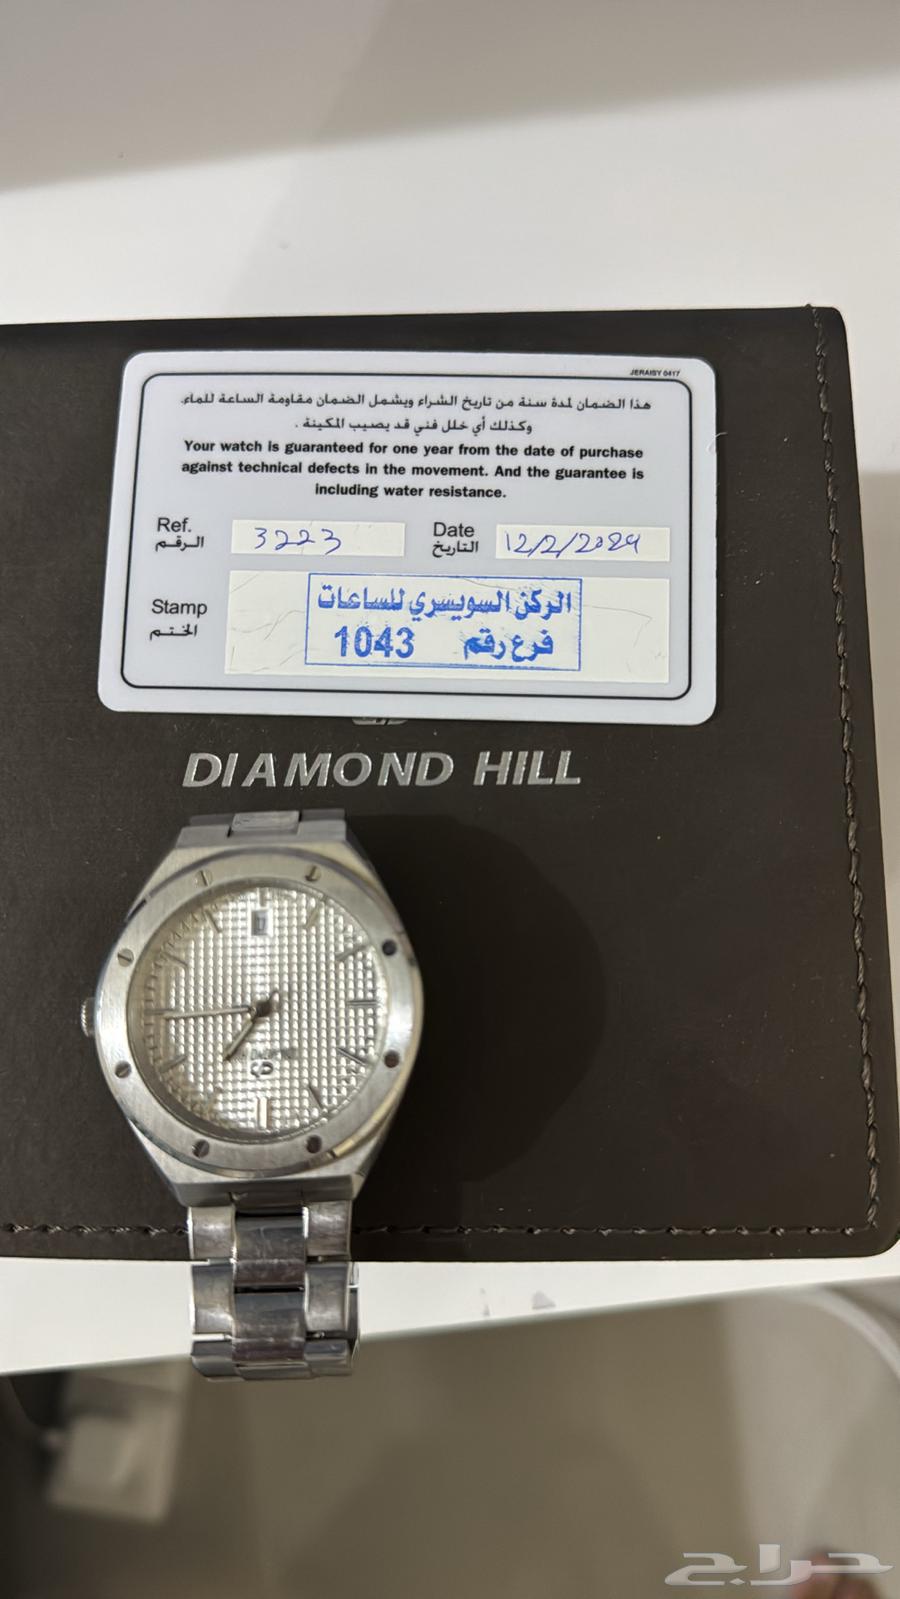 JERAISY 0417
هذا الضمان لمدة سنة من تاريخ الشراء ويشمل الضمان مقاومة الساعة للماء.
وكذلك أي خلل فني قد يصيب المكينة .
Your watch is guaranteed for one year from the date of purchase
against technical defects in the movement. And the guarantee is
including water resistance.
Ref. 3223 Date
الرقم التاريخ
Stamp الركن السويسري للساعات
الختم فرع رقم 1043
DIAMOND HILL
حراج